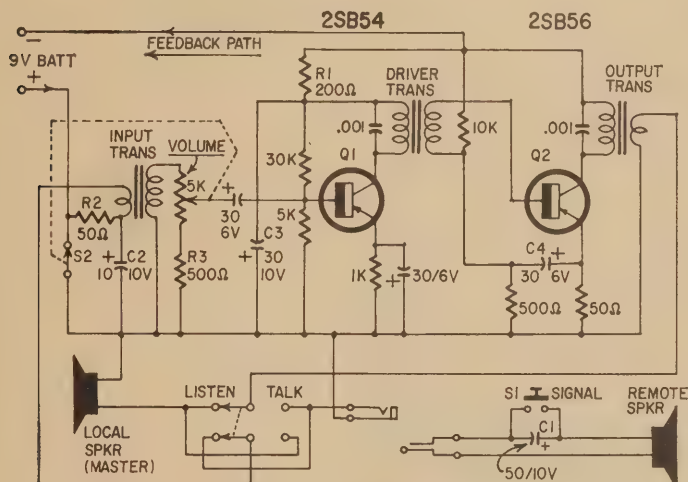 2SB54
2SB56
−
FEEDBACK PATH
9V BATT
+
R1
200Ω
DRIVER
TRANS
OUTPUT
TRANS
INPUT
TRANS
VOLUME
.001
10K
.001
Q1
Q2
30K
5K
+
30
6V
5K
R2
50Ω
C3
30
10V
+
S2
C2
10
10V
+
R3
500Ω
1K
+
30/6V
C4
30
+
6V
500Ω
50Ω
LISTEN
TALK
S1
SIGNAL
REMOTE
SPKR
C1
+
50/10V
LOCAL
SPKR
(MASTER)